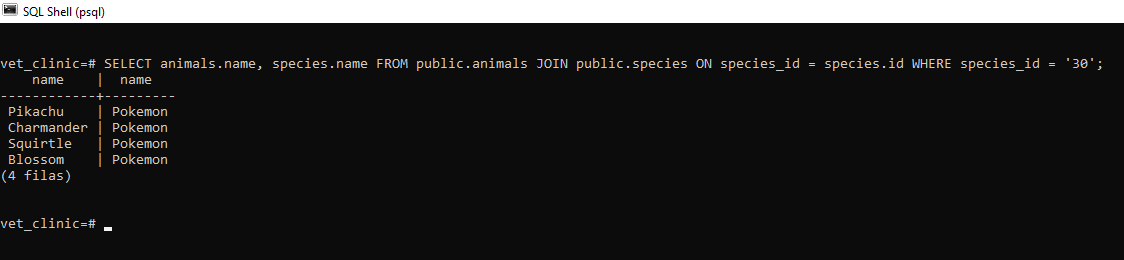 SQL Shell (psql)
vet_clinic=# SELECT animals.name, species.name FROM public.animals JOIN public.species ON species_id = species.id WHERE species_id = '30';
    name    |  name
------------+---------
 Pikachu    | Pokemon
 Charmander | Pokemon
 Squirtle   | Pokemon
 Blossom    | Pokemon
(4 filas)
vet_clinic=#